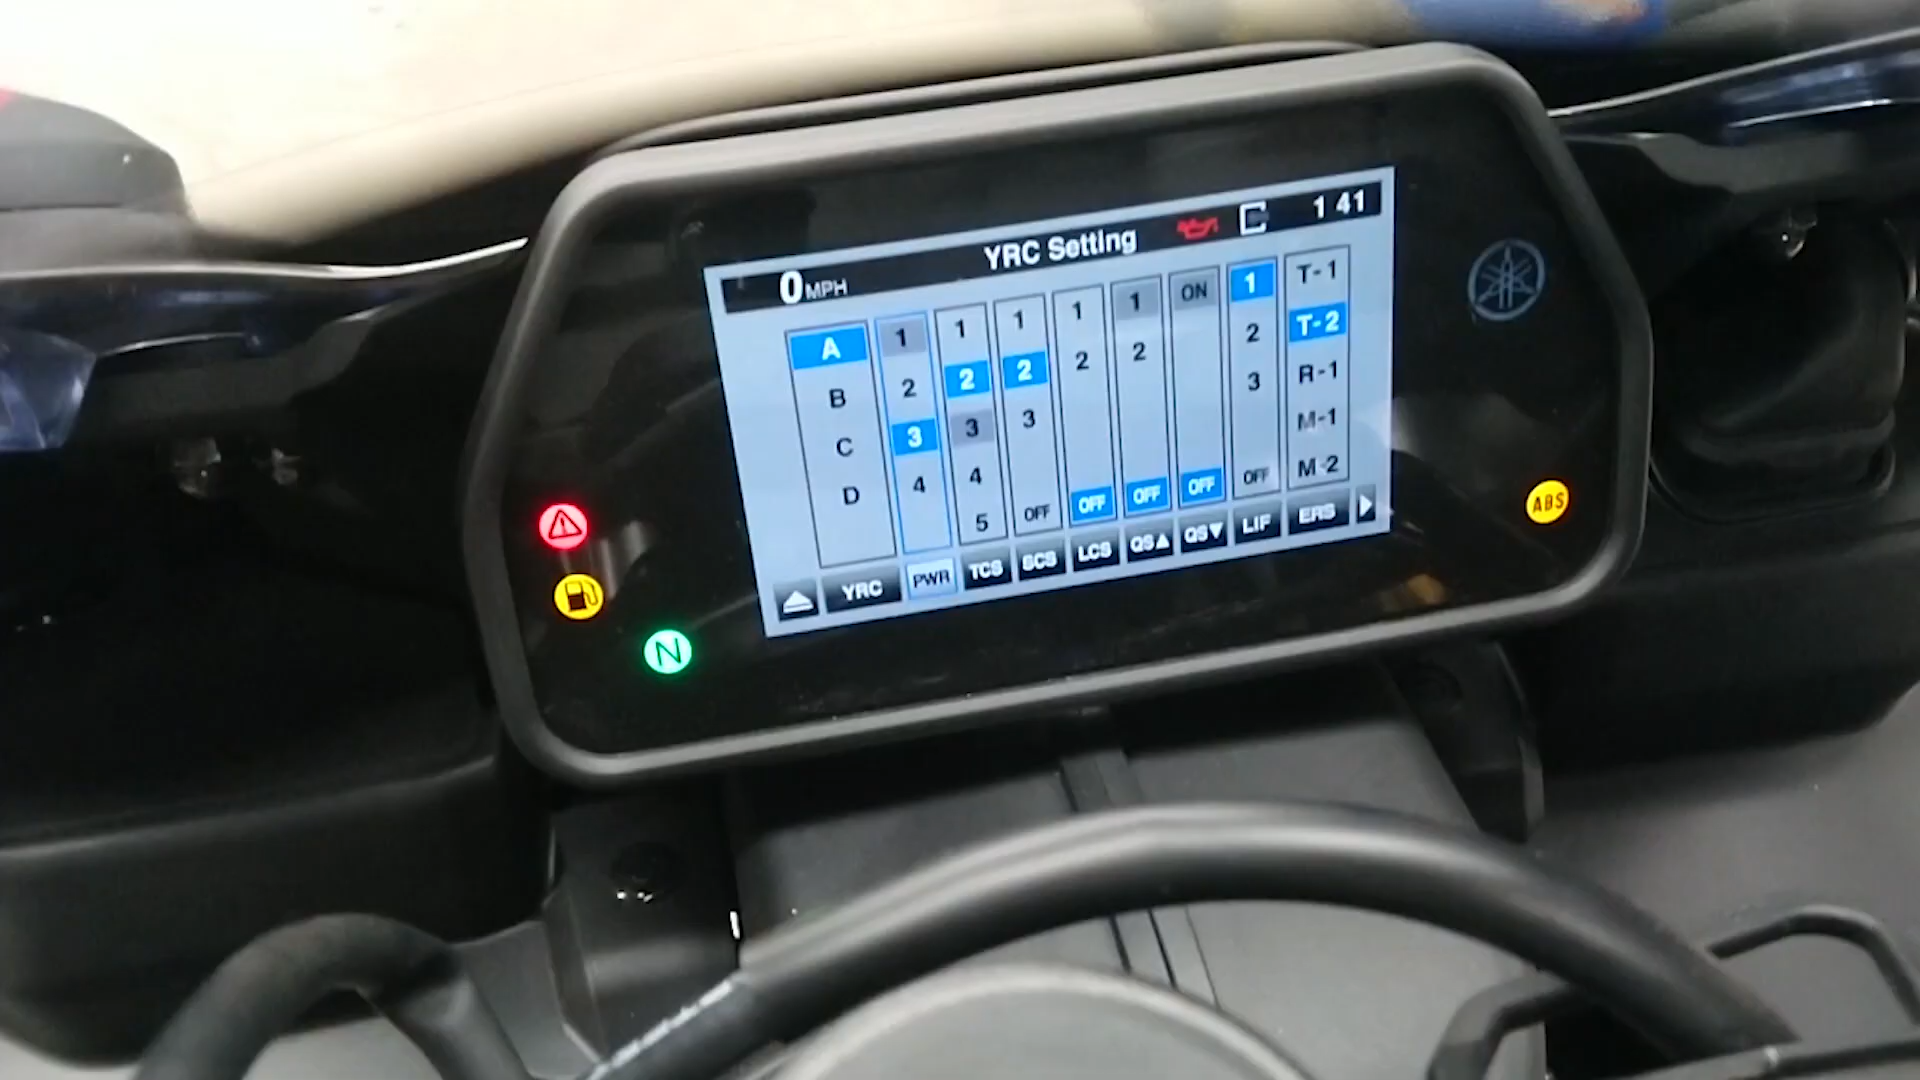 0 MPH YRC Setting 1 41
A 1 1 1 1 1 ON 1 T-1
B 2 2 2 2 2 2 T-2
C 3 3 3 3 R-1
D 4 4 M-1
5 OFF OFF OFF OFF OFF M-2
YRC PWR TCS SCS LCS QS▲ QS▼ LIF ERS
ABS
N